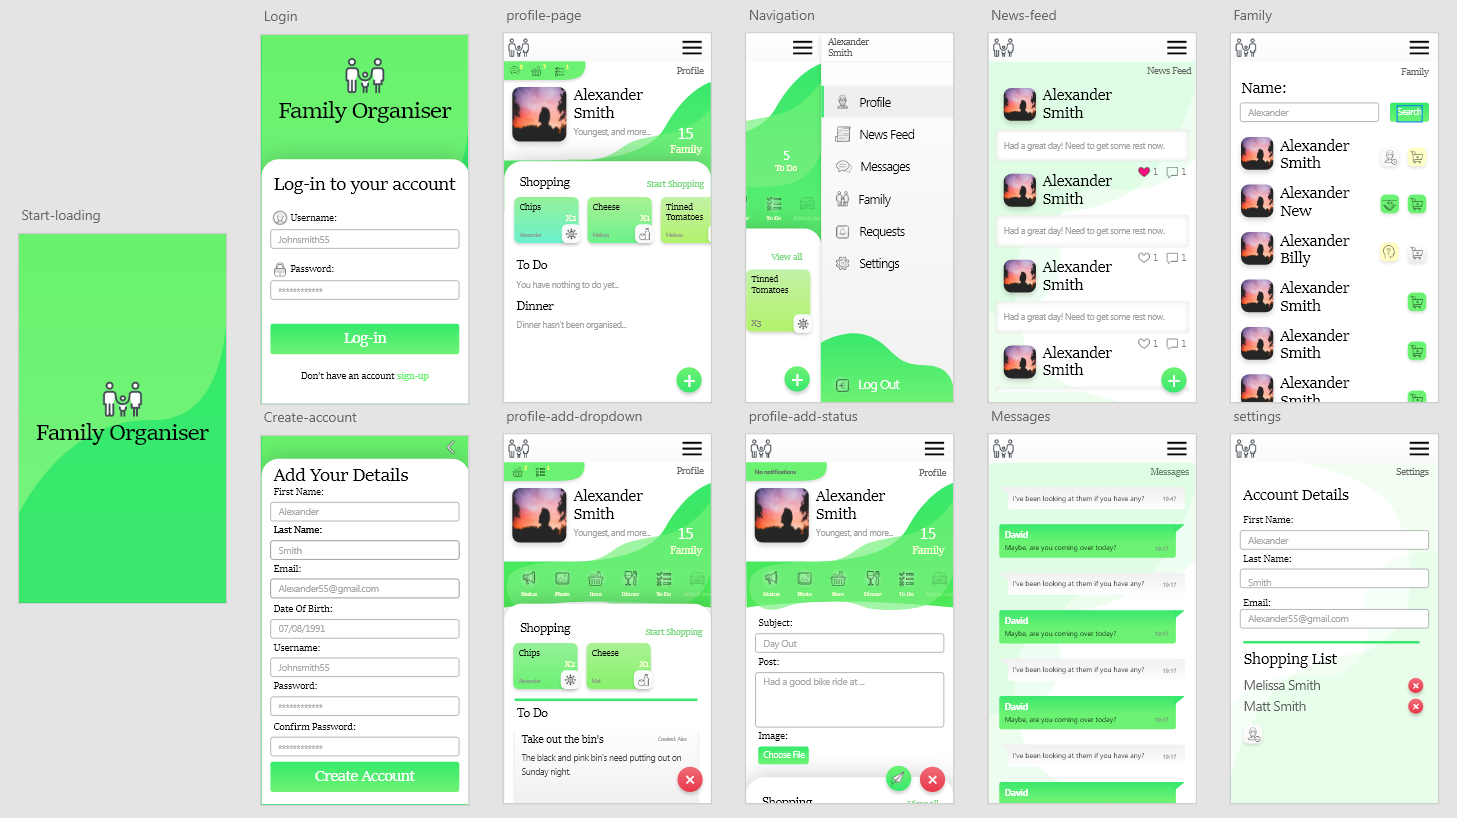 Start-loading
Family Organiser
Login
Family Organiser
Log-in to your account
Username:
Johnsmith55
Password:
************
Log-in
Don't have an account sign-up
Create-account
Add Your Details
First Name:
Alexander
Last Name:
Smith
Email:
Alexander55@gmail.com
Date Of Birth:
07/08/1991
Username:
Johnsmith55
Password:
************
Confirm Password:
************
Create Account
profile-page
Profile
Alexander
Smith
Youngest, and more...
15
Family
Shopping
Start Shopping
Chips
X2
Alexander
Cheese
X1
Melissa
Tinned
Tomatoes
Melissa
To Do
You have nothing to do yet...
Dinner
Dinner hasn't been organised...
profile-add-dropdown
Profile
Alexander
Smith
Youngest, and more...
15
Family
Status
Photo
Item
Dinner
To Do
Shopping
Start Shopping
Chips
X2
Alexander
Cheese
X1
Mat
To Do
Take out the bin's
Created: Alex
The black and pink bin's need putting out on
Sunday night.
Navigation
Alexander
Smith
5
To Do
To Do
View all
Tinned
Tomatoes
X3
Profile
News Feed
Messages
Family
Requests
Settings
Log Out
profile-add-status
No notifications
Profile
Alexander
Smith
Youngest, and more...
15
Family
Status
Photo
Item
Dinner
To Do
Subject:
Day Out
Post:
Had a good bike ride at ...
Image:
Choose File
Shopping
View all
News-feed
News Feed
Alexander
Smith
Had a great day! Need to get some rest now.
1 1
Alexander
Smith
Had a great day! Need to get some rest now.
1 1
Alexander
Smith
Had a great day! Need to get some rest now.
1 1
Alexander
Smith
Messages
Messages
I've been looking at them if you have any? 19:47
David
Maybe, are you coming over today? 19:17
I've been looking at them if you have any? 19:17
David
Maybe, are you coming over today? 19:17
I've been looking at them if you have any? 19:17
David
Maybe, are you coming over today? 19:17
I've been looking at them if you have any? 19:17
David
Family
Family
Name:
Alexander
Search
Alexander
Smith
Alexander
New
Alexander
Billy
Alexander
Smith
Alexander
Smith
Alexander
Smith
settings
Settings
Account Details
First Name:
Alexander
Last Name:
Smith
Email:
Alexander55@gmail.com
Shopping List
Melissa Smith
Matt Smith